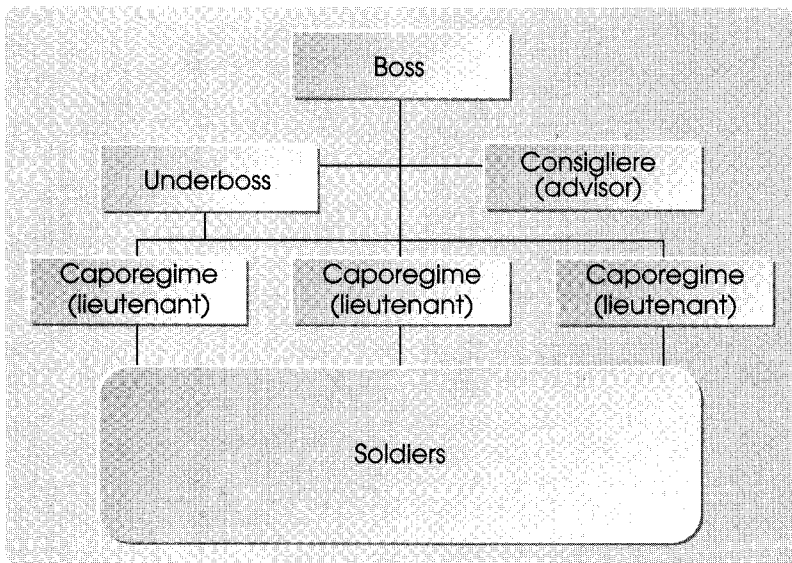 Boss
Underboss
Consigliere
(advisor)
Caporegime
(lieutenant)
Caporegime
(lieutenant)
Caporegime
(lieutenant)
Soldiers